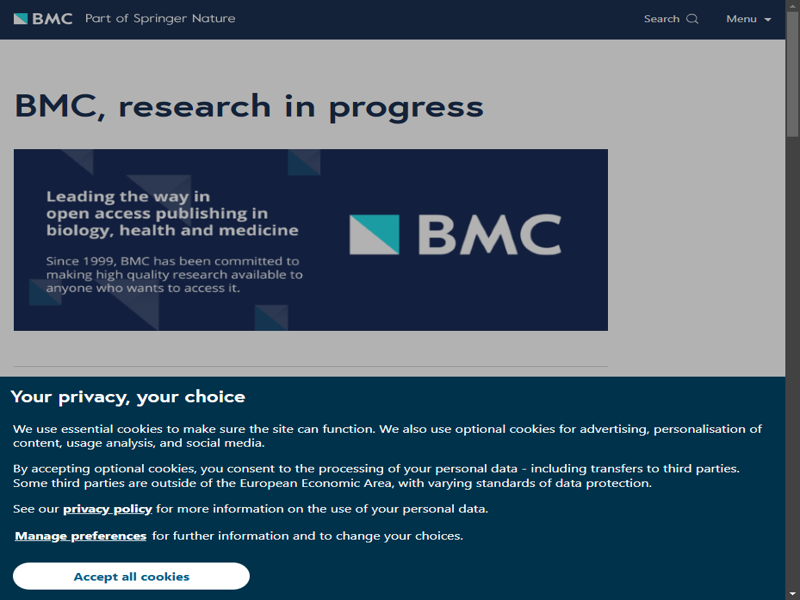 BMC Part of Springer Nature
Search
Menu
BMC, research in progress
Leading the way in
open access publishing in
biology, health and medicine
Since 1999, BMC has been committed to
making high quality research available to
anyone who wants to access it.
BMC
Your privacy, your choice
We use essential cookies to make sure the site can function. We also use optional cookies for advertising, personalisation of
content, usage analysis, and social media.
By accepting optional cookies, you consent to the processing of your personal data - including transfers to third parties.
Some third parties are outside of the European Economic Area, with varying standards of data protection.
See our privacy policy for more information on the use of your personal data.
Manage preferences for further information and to change your choices.
Accept all cookies